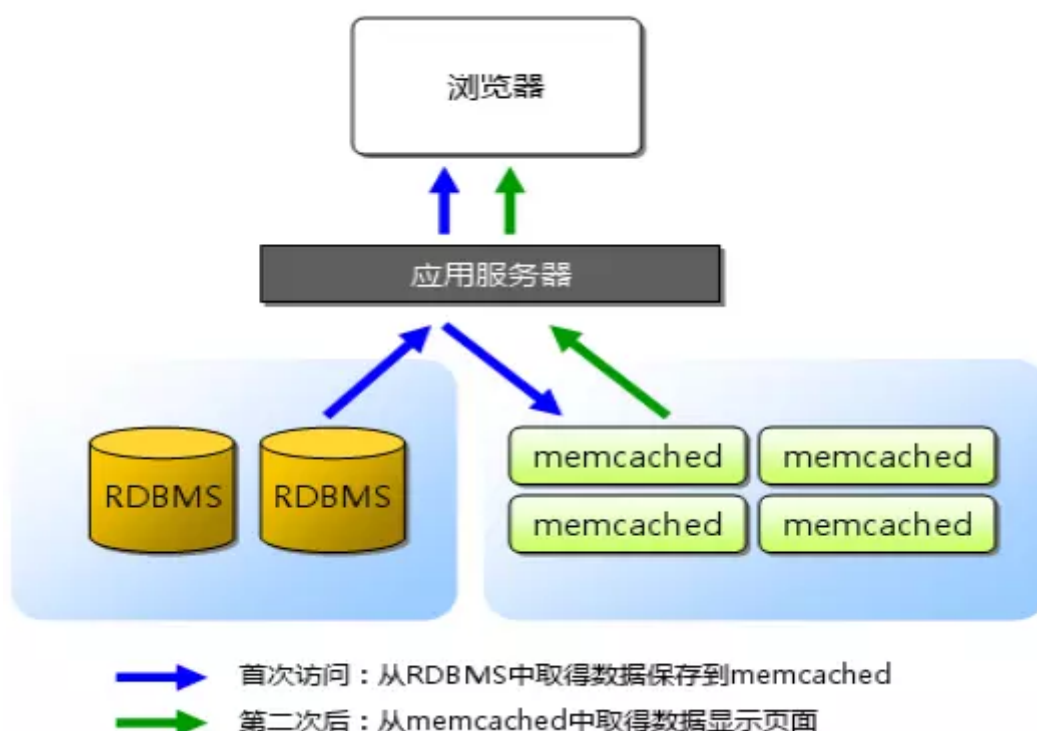 浏览器
应用服务器
RDBMS
RDBMS
memcached
memcached
memcached
memcached
首次访问：从RDBMS中取得数据保存到memcached
第二次后：从memcached中取得数据显示页面